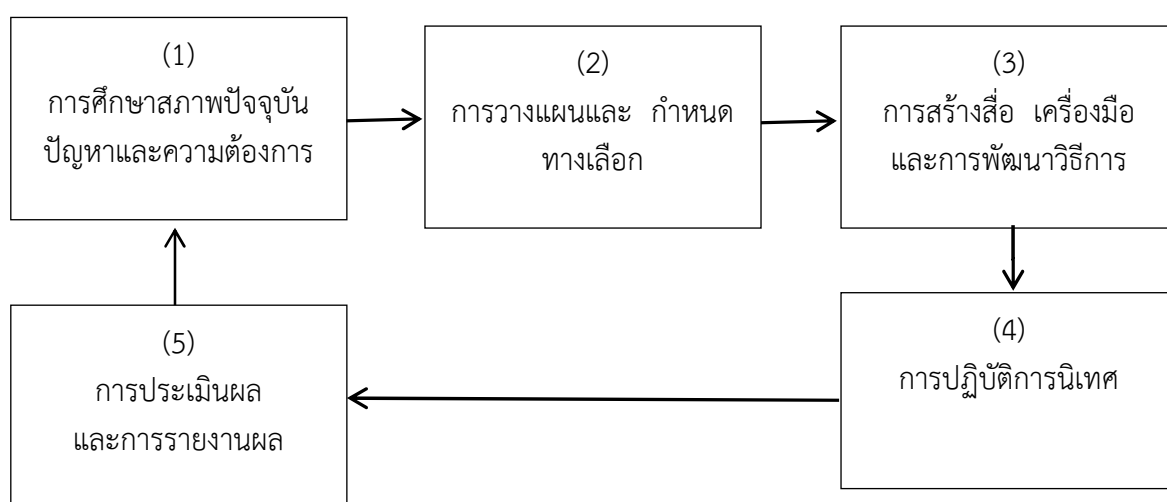 (1)
การศึกษาสภาพปัจจุบัน
ปัญหาและความต้องการ
(2)
การวางแผนและ กำหนด
ทางเลือก
(3)
การสร้างสื่อ เครื่องมือ
และการพัฒนาวิธีการ
(4)
การปฏิบัติการนิเทศ
(5)
การประเมินผล
และการรายงานผล